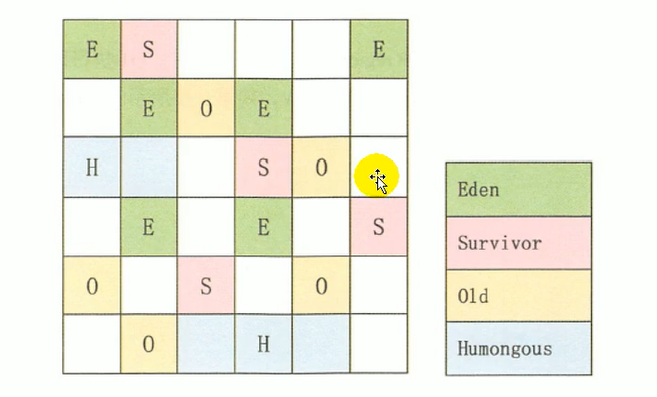 E S E
E O E
H S O
E E S
O S O
O H
Eden
Survivor
Old
Humongous